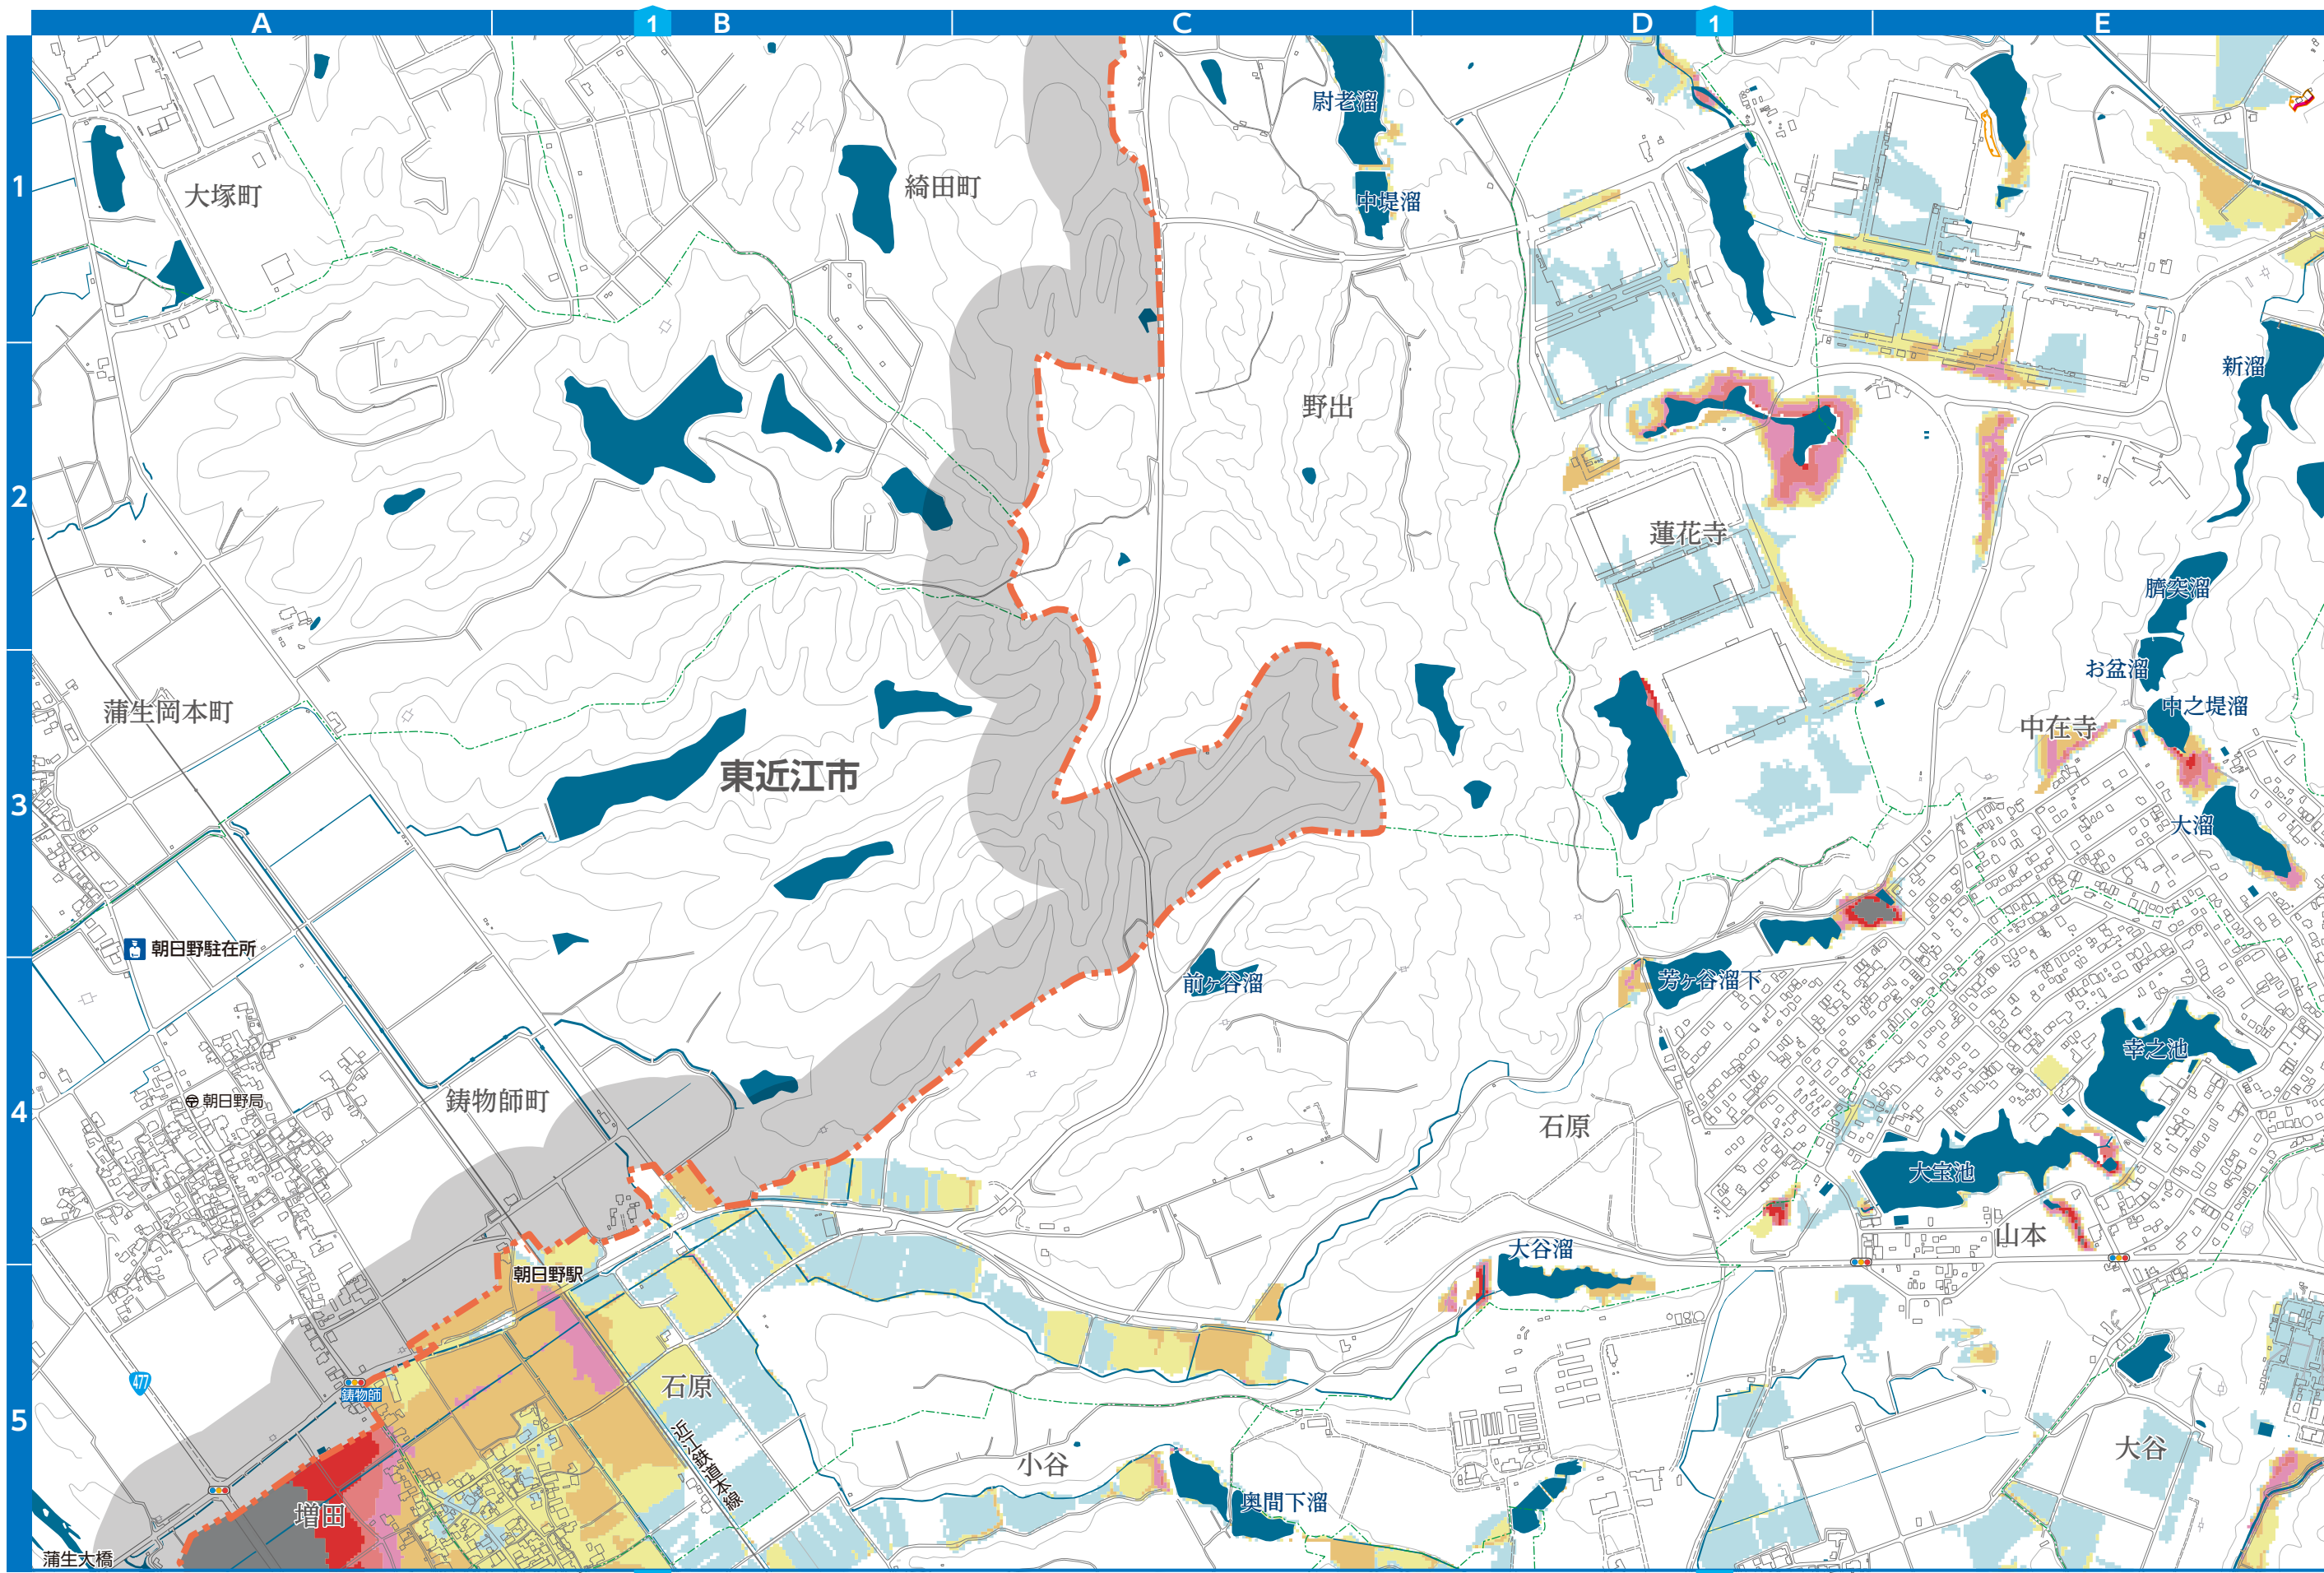 A
1
B
C
D
1
E
1
2
3
4
5
尉老溜
中堤溜
大塚町
綺田町
新溜
野出
蓮花寺
臍突溜
お盆溜
中之堤溜
中在寺
蒲生岡本町
東近江市
大溜
朝日野駐在所
前ヶ谷溜
芳ヶ谷溜下
幸之池
朝日野局
鋳物師町
石原
大宝池
山本
大谷溜
朝日野駅
477
鋳物師
石原
近江鉄道本線
小谷
大谷
奥間下溜
増田
蒲生大橋